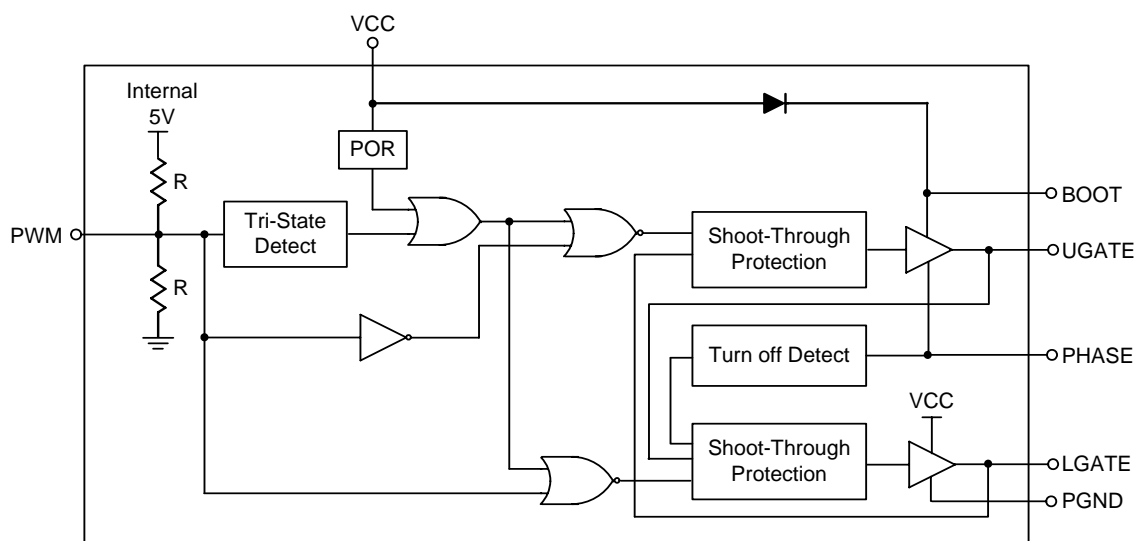 VCC
Internal
5V
R
POR
BOOT
PWM
Tri-State
Detect
Shoot-Through
Protection
UGATE
R
Turn off Detect
PHASE
VCC
Shoot-Through
Protection
LGATE
PGND